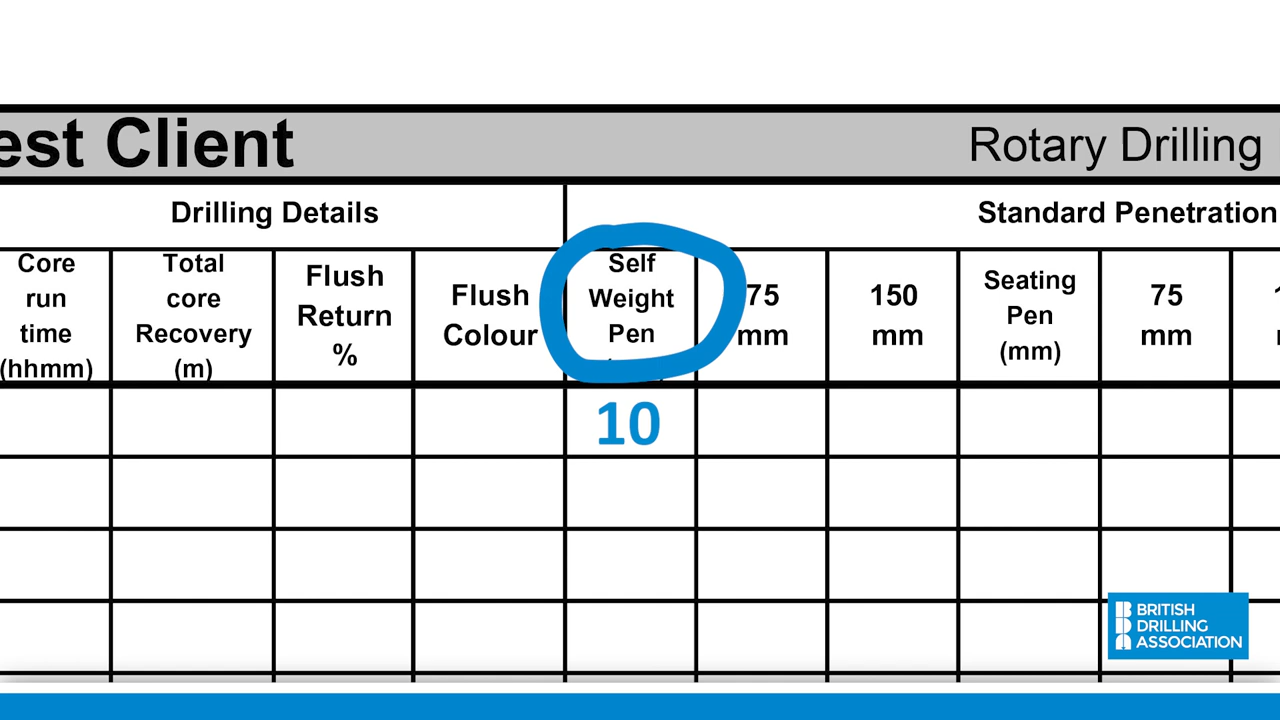 est Client
Rotary Drilling
Drilling Details
Standard Penetration
Core
run
time
(hhmm)
Total
core
Recovery
(m)
Flush
Return
%
Flush
Colour
Self
Weight
Pen
75
mm
150
mm
Seating
Pen
(mm)
75
mm
10
BRITISH
DRILLING
ASSOCIATION